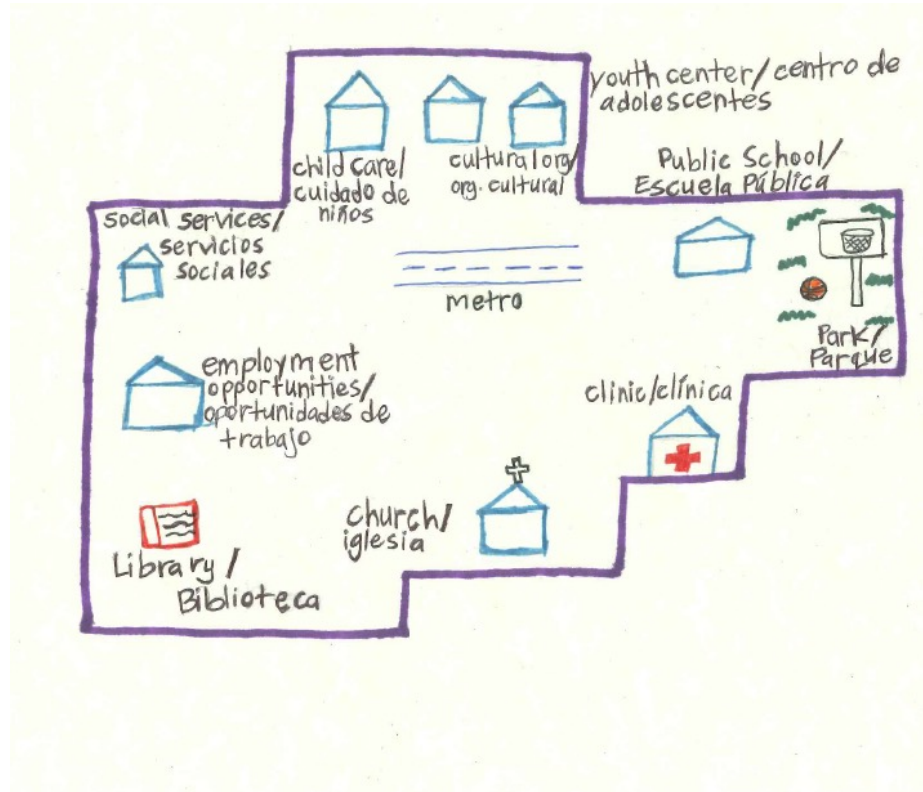 youth center/centro de
adolescentes
child care/
cuidado de
niños
cultural org/
org. cultural
Public School/
Escuela Pública
social services/
servicios
sociales
metro
Park/
Parque
employment
opportunities/
oportunidades de
trabajo
clinic/clínica
church/
iglesia
Library/
Biblioteca